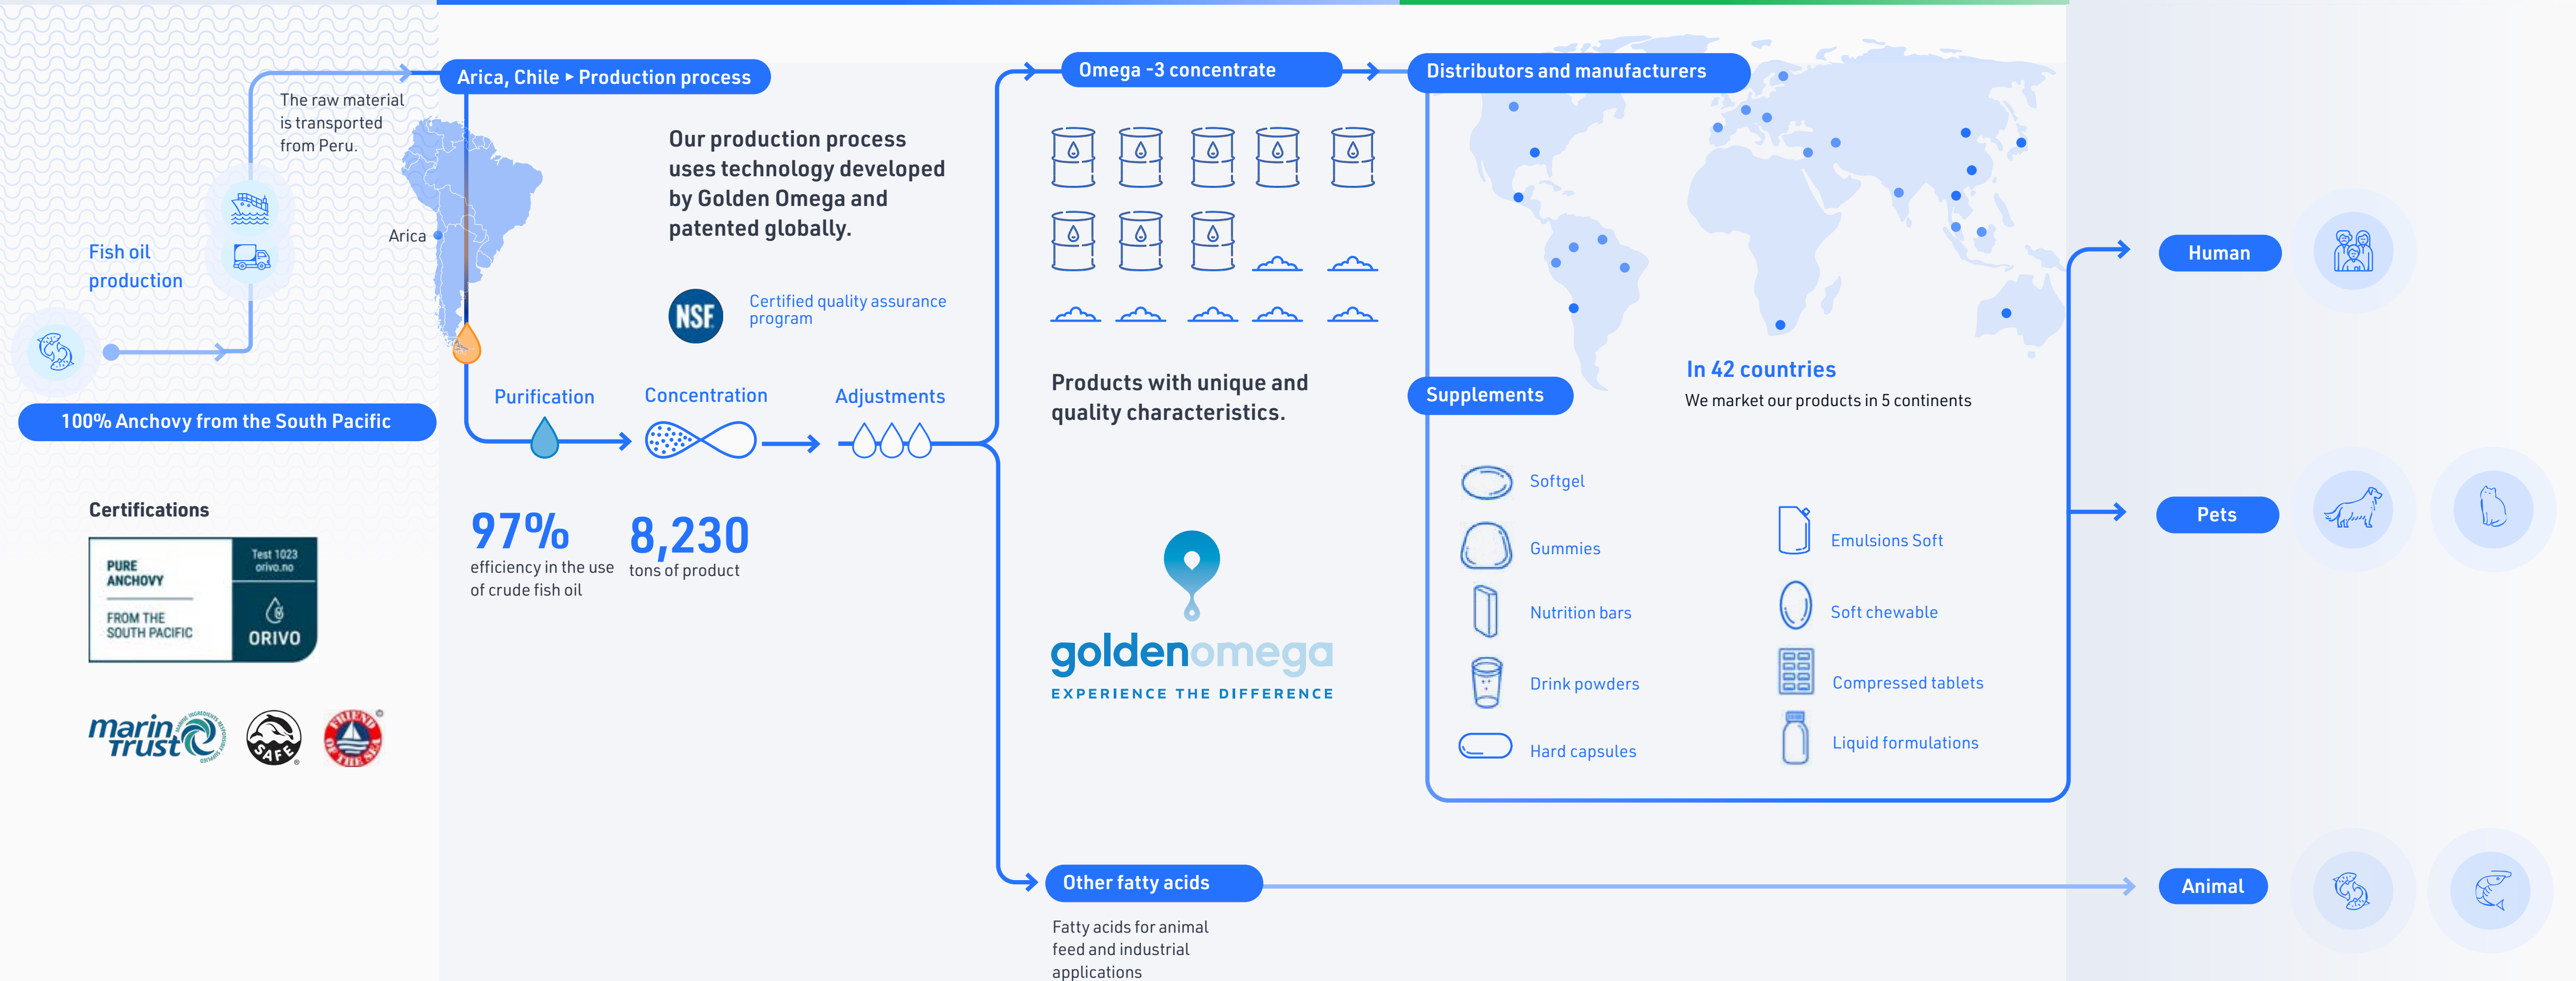 The raw material
is transported
from Peru.
Fish oil
production
100% Anchovy from the South Pacific
Certifications
PURE
ANCHOVY
FROM THE
SOUTH PACIFIC
Test 1023
orivo.no
ORIVO
marin
trust
SAFE
®
FRIEND
OF THE SEA
©
Arica, Chile ▸ Production process
Arica
Our production process
uses technology developed
by Golden Omega and
patented globally.
NSF
Certified quality assurance
program
Purification
Concentration
Adjustments
97%
efficiency in the use
of crude fish oil
8,230
tons of product
Omega -3 concentrate
Products with unique and
quality characteristics.
goldenomega
EXPERIENCE THE DIFFERENCE
Other fatty acids
Fatty acids for animal
feed and industrial
applications
Distributors and manufacturers
In 42 countries
We market our products in 5 continents
Supplements
Softgel
Gummies
Nutrition bars
Drink powders
Hard capsules
Emulsions Soft
Soft chewable
Compressed tablets
Liquid formulations
Human
Pets
Animal